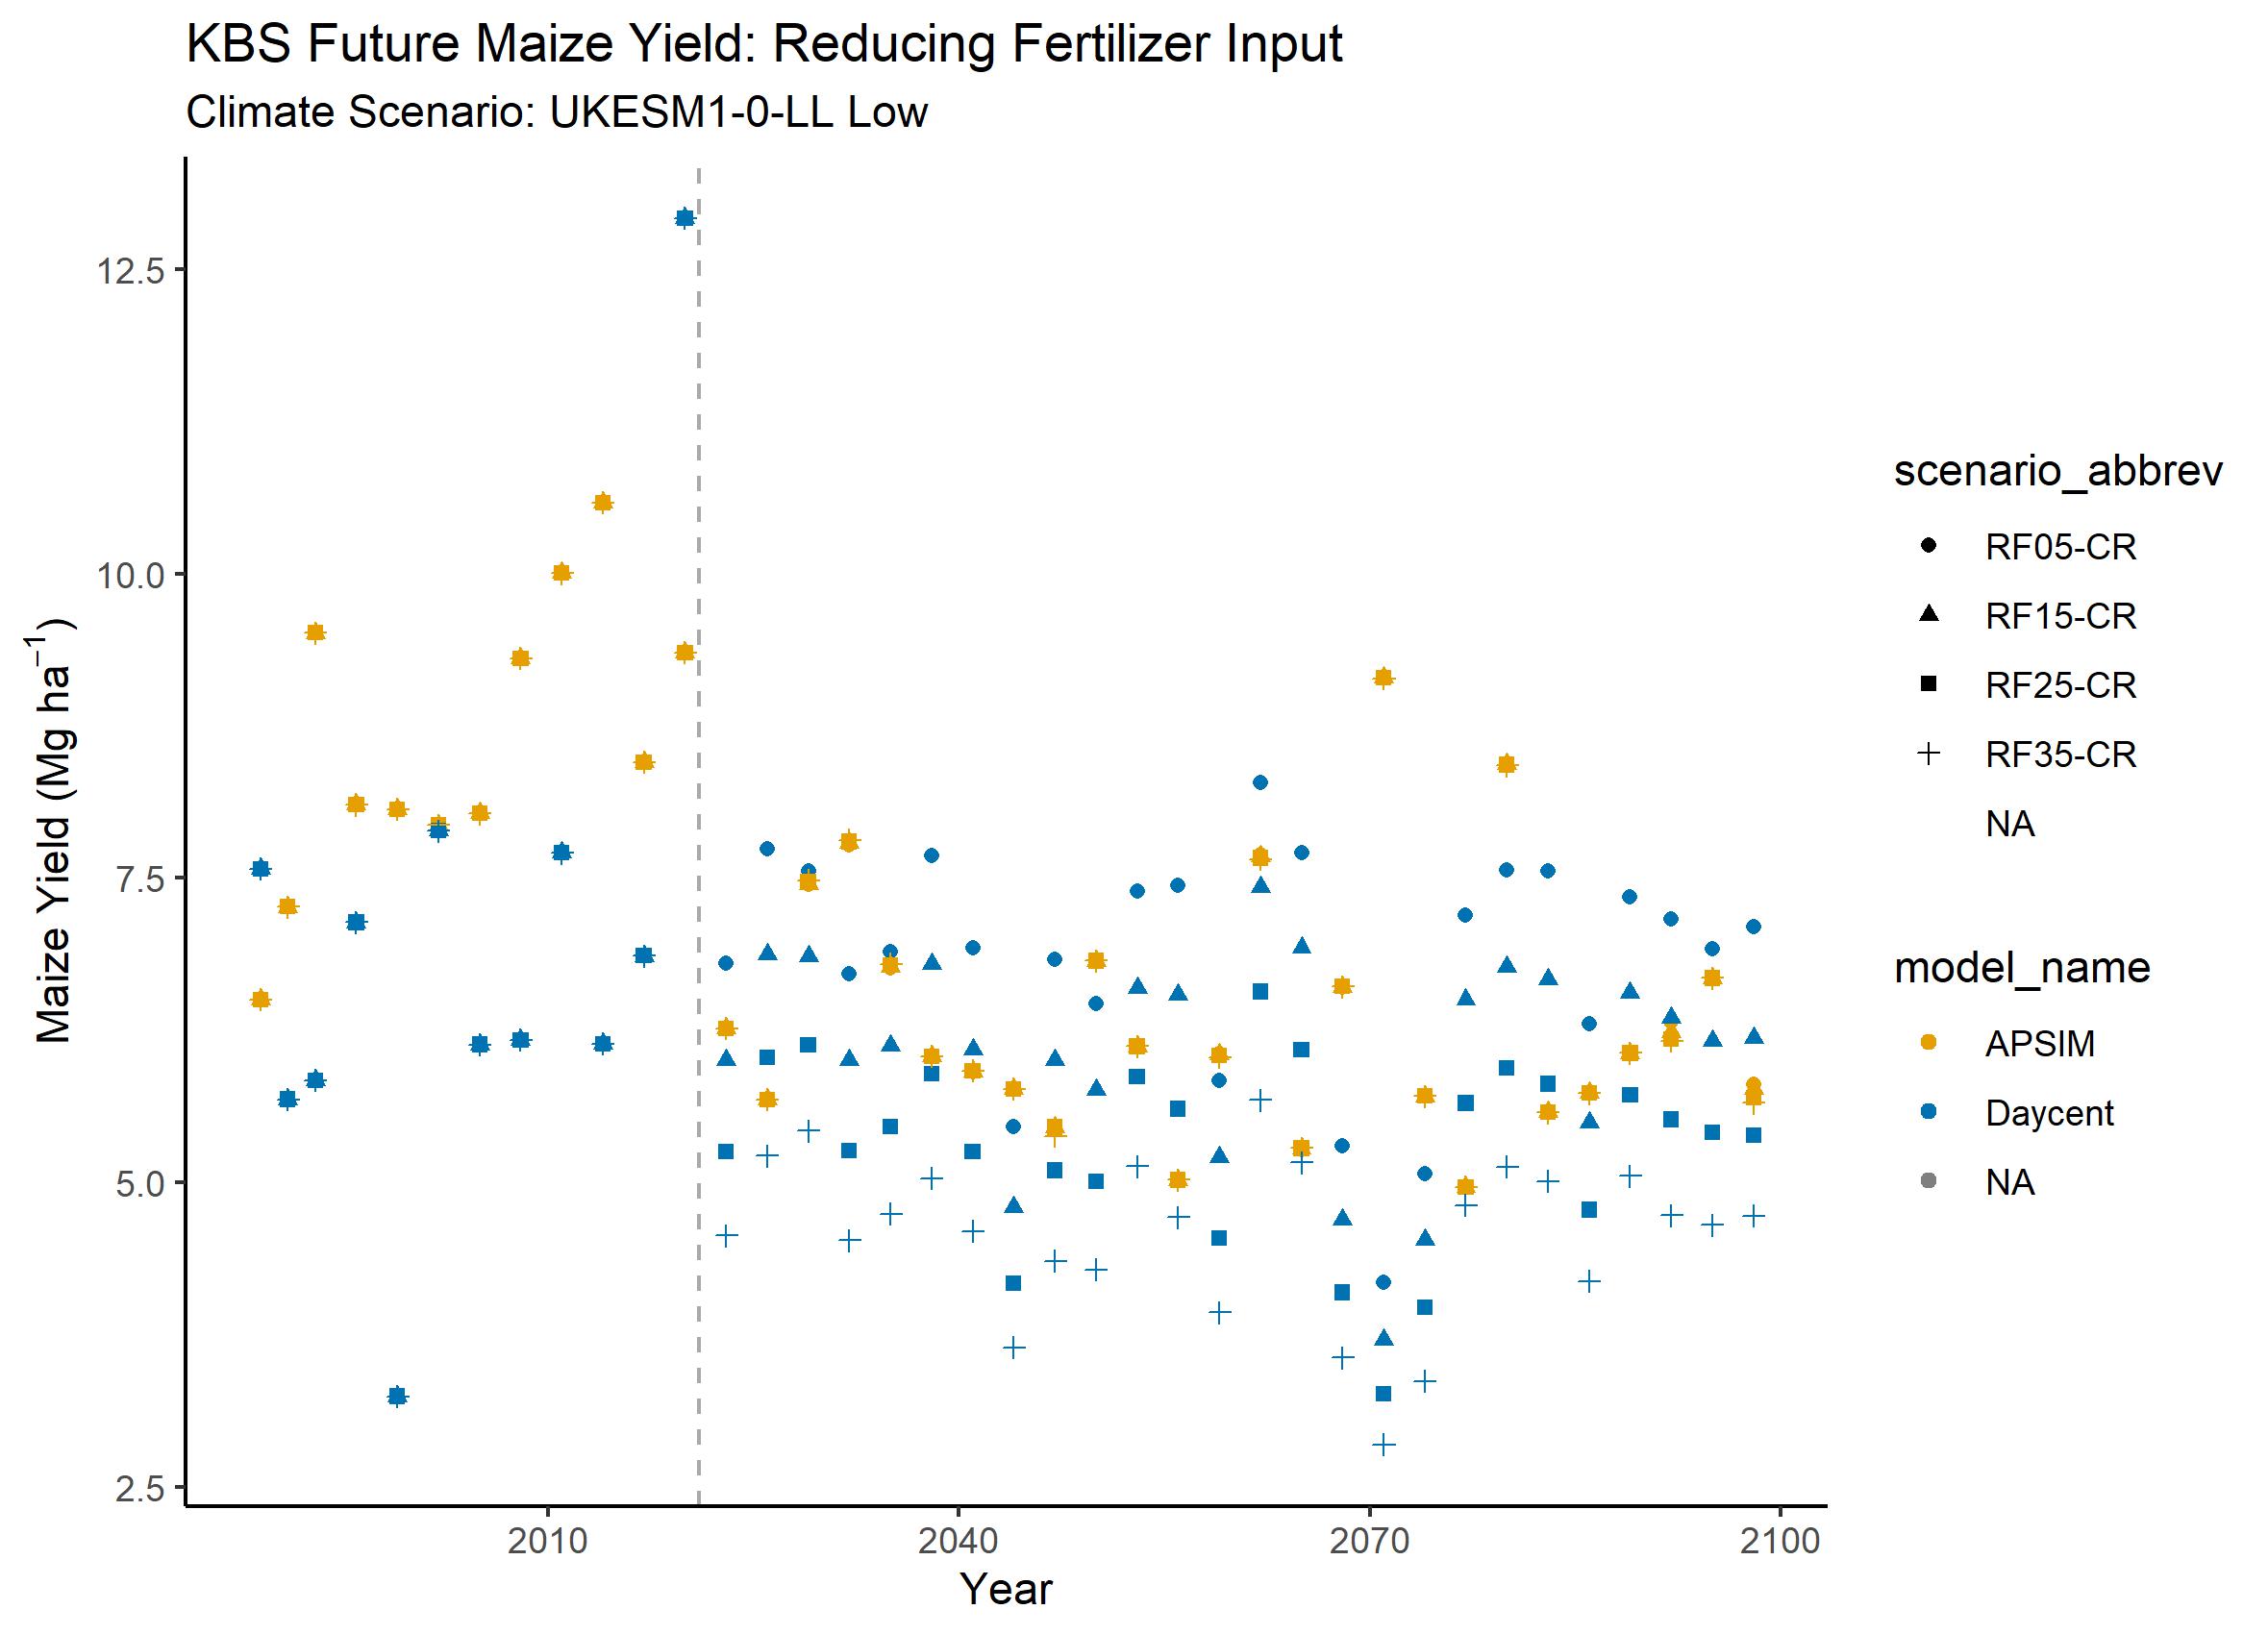 KBS Future Maize Yield: Reducing Fertilizer Input
Climate Scenario: UKESM1-0-LL Low
Maize Yield (Mg ha⁻¹)
12.5
10.0
7.5
5.0
2.5
2010
2040
2070
2100
Year
scenario_abbrev
RF05-CR
RF15-CR
RF25-CR
RF35-CR
NA
model_name
APSIM
Daycent
NA